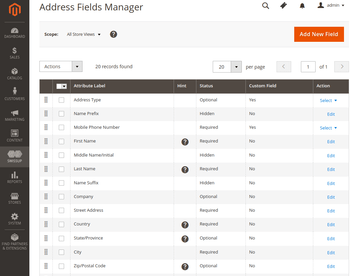 Address Fields Manager
admin
Scope: All Store Views ?
Add New Field
Actions 20 records found 20 per page 1 of 1
Attribute Label Hint Status Custom Field Action
Address Type Optional Yes Select
Name Prefix Hidden No Edit
Mobile Phone Number Required Yes Select
First Name ? Required No Edit
Middle Name/Initial Hidden No Edit
Last Name ? Required No Edit
Name Suffix Hidden No Edit
Company Optional No Edit
Street Address Required No Edit
Country ? Required No Edit
State/Province ? Optional No Edit
City Required No Edit
Zip/Postal Code ? Hidden No Edit
DASHBOARD
SALES
CATALOG
CUSTOMERS
MARKETING
CONTENT
SWISSUP
REPORTS
STORES
SYSTEM
FIND PARTNERS
& EXTENSIONS